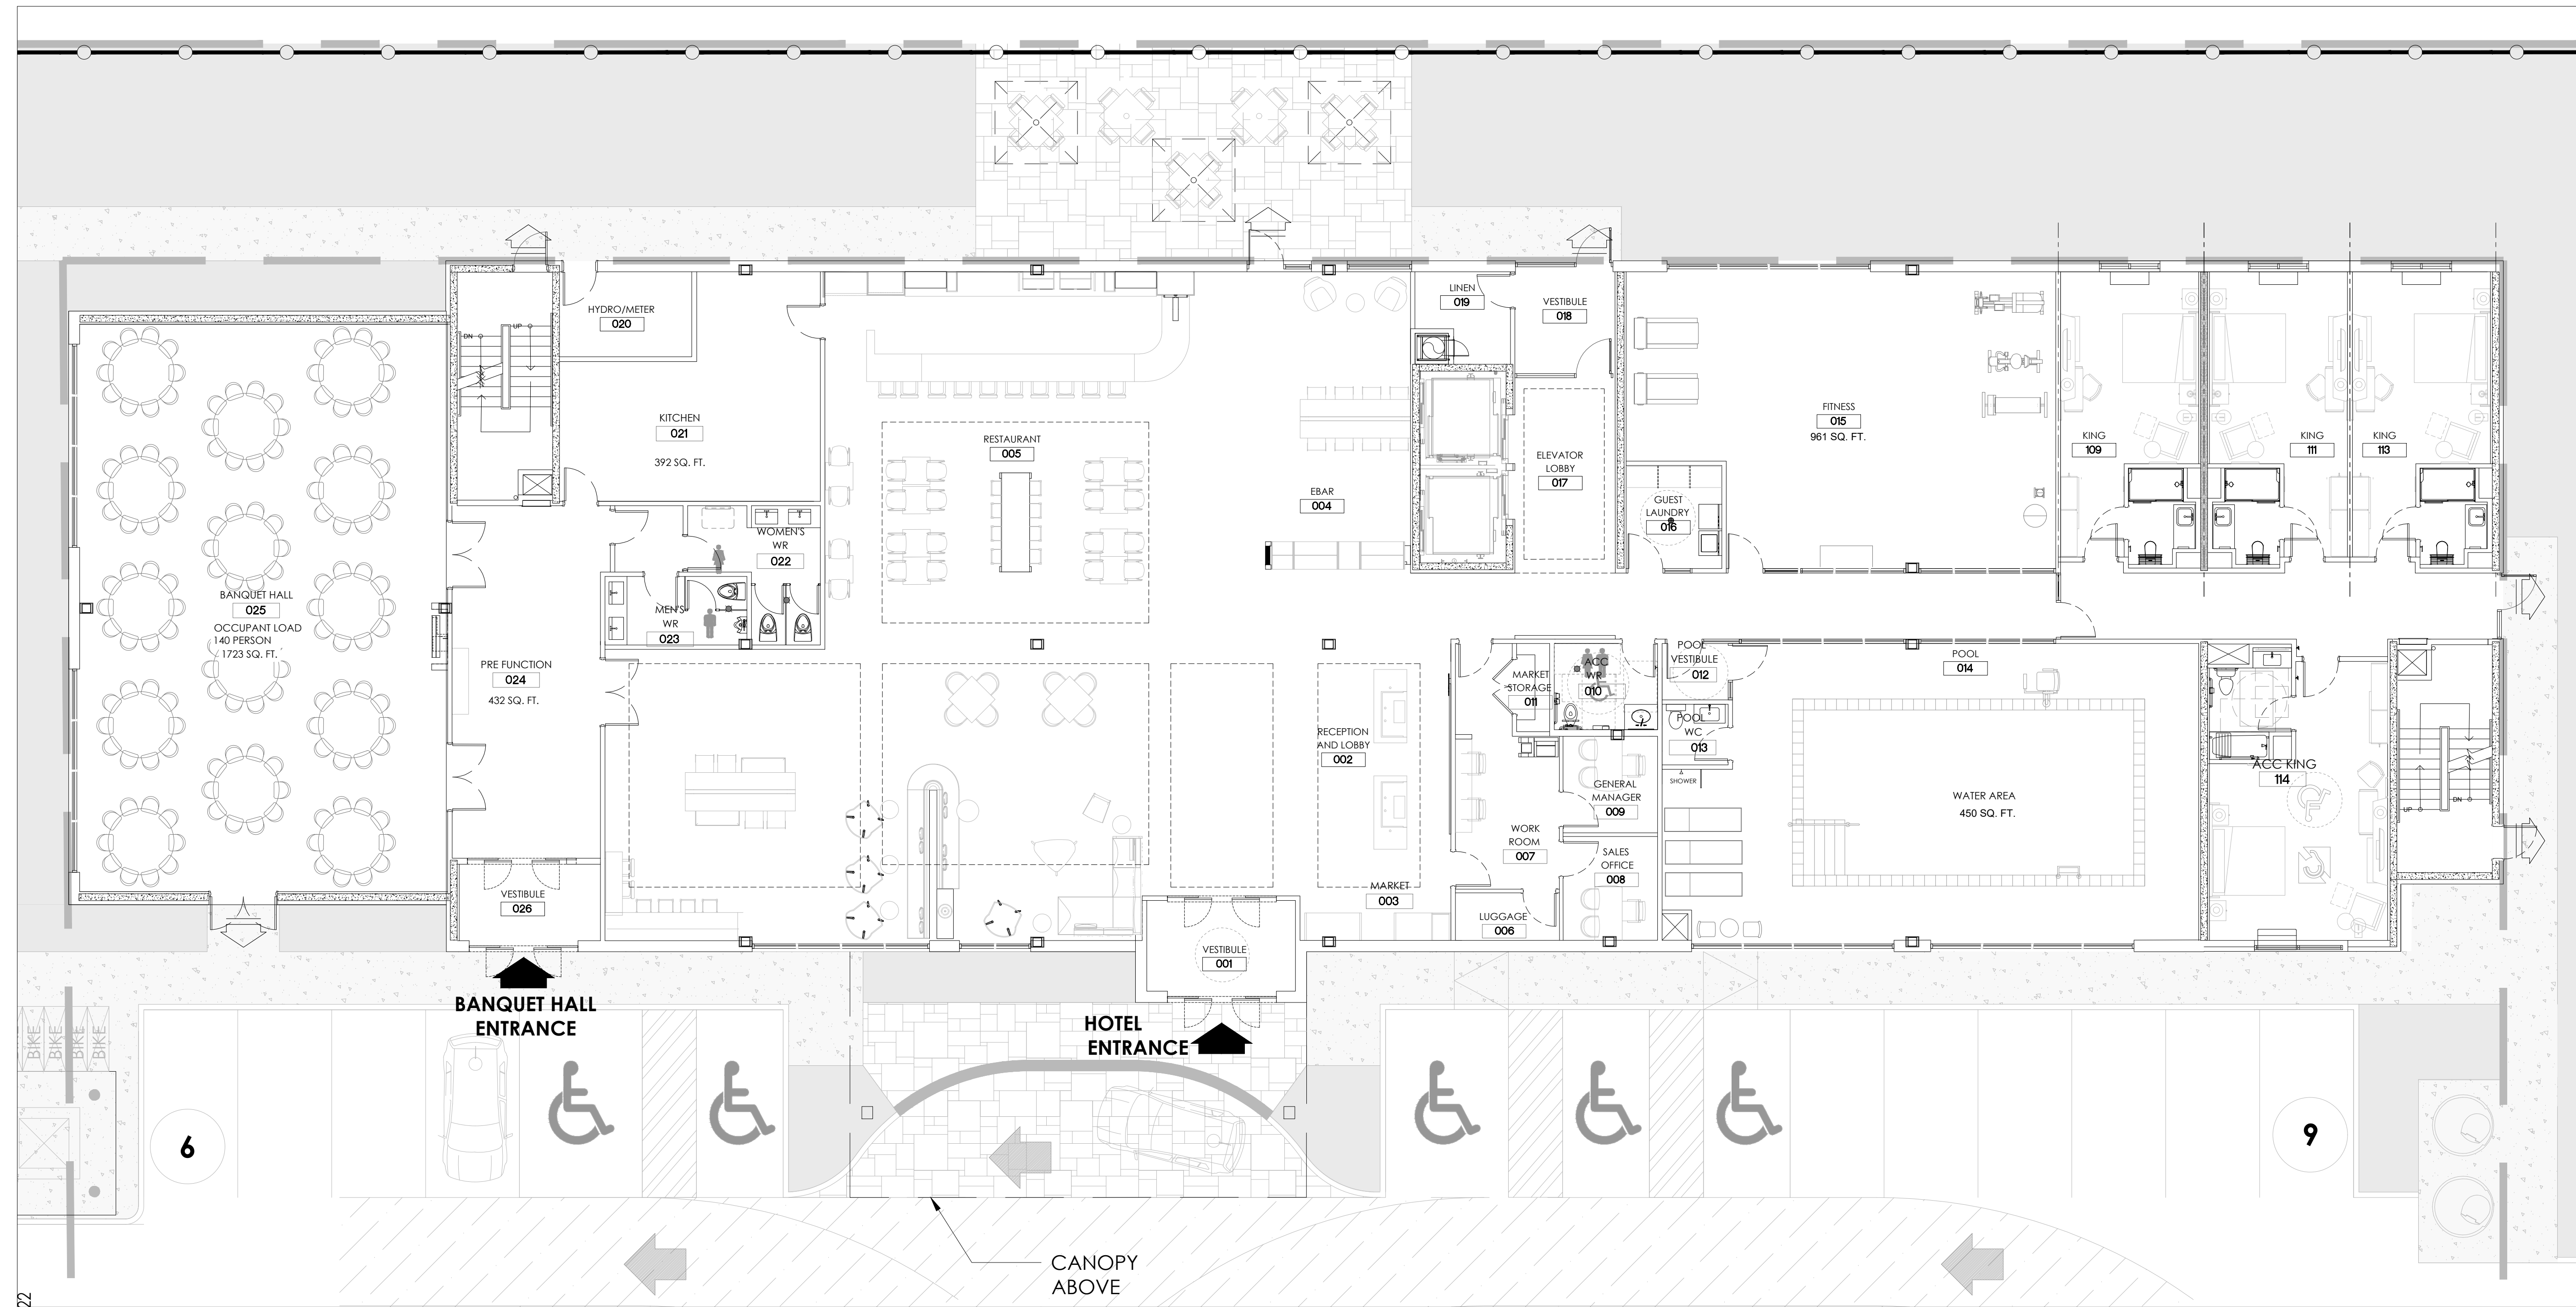 HYDRO/METER
020
LINEN
019
VESTIBULE
018
DN
UP
KITCHEN
021
392 SQ. FT.
RESTAURANT
005
EBAR
004
ELEVATOR
LOBBY
017
FITNESS
015
961 SQ. FT.
GUEST
LAUNDRY
016
KING
109
KING
111
KING
113
WOMEN'S
WR
022
MEN'S
WR
023
BANQUET HALL
025
OCCUPANT LOAD
140 PERSON
1723 SQ. FT.
PRE FUNCTION
024
432 SQ. FT.
RECEPTION
AND LOBBY
002
MARKET
STORAGE
011
ACC
WR
010
POOL
VESTIBULE
012
POOL
WC
013
SHOWER
POOL
014
WATER AREA
450 SQ. FT.
ACC KING
114
UP
DN
GENERAL
MANAGER
009
WORK
ROOM
007
SALES
OFFICE
008
MARKET
003
LUGGAGE
006
VESTIBULE
026
VESTIBULE
001
BANQUET HALL
ENTRANCE
HOTEL
ENTRANCE
BIKE
BIKE
BIKE
BIKE
6
9
CANOPY
ABOVE
22